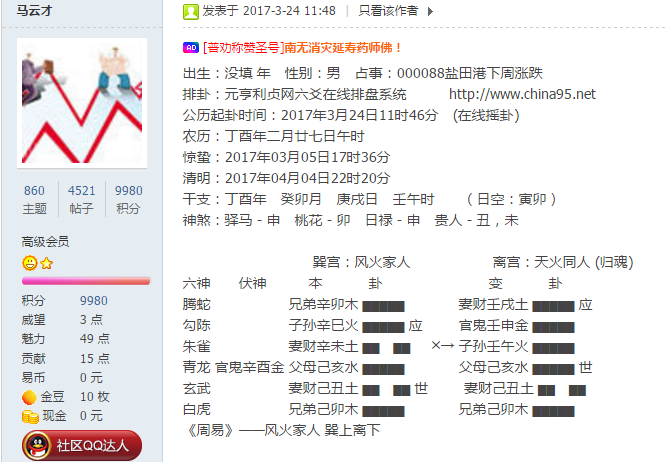 马云才
发表于 2017-3-24 11:48 | 只看该作者
AD [普劝称赞圣号]南无消灾延寿药师佛！
出生：没填 年 性别：男 占事：000088盐田港下周涨跌
排卦：元亨利贞网六爻在线排盘系统 http://www.china95.net
公历起卦时间：2017年3月24日11时46分 (在线摇卦)
农历：丁酉年二月廿七日午时
惊蛰：2017年03月05日17时36分
清明：2017年04月04日22时20分
干支：丁酉年 癸卯月 庚戌日 壬午时 （ 日空：寅卯 ）
神煞：驿马－申 桃花－卯 日禄－申 贵人－丑，未
860 4521 9980
主题 帖子 积分
高级会员
积分 9980
威望 3 点
魅力 49 点
贡献 15 点
易币 0 元
金豆 10 枚
现金 0 元
社区QQ达人
巽宫：风火家人 离宫：天火同人 (归魂)
六神 伏神 本 卦 变 卦
腾蛇 兄弟辛卯木 妻财壬戌土 应
勾陈 子孙辛巳火 应 官鬼壬申金
朱雀 妻财辛未土 ×→ 子孙壬午火
青龙 官鬼辛酉金 父母己亥水 父母己亥水 世
玄武 妻财己丑土 世 妻财己丑土
白虎 兄弟己卯木 兄弟己卯木
《周易》——风火家人 巽上离下